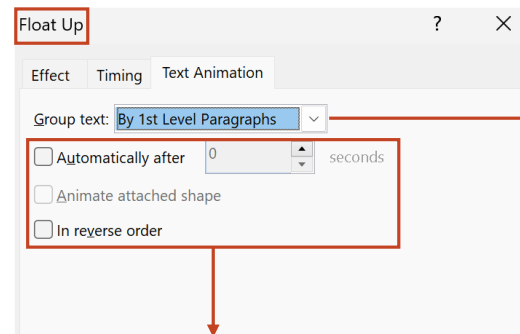 Float Up ? ×
Effect Timing Text Animation
Group text: By 1st Level Paragraphs
Automatically after 0 seconds
Animate attached shape
In reverse order